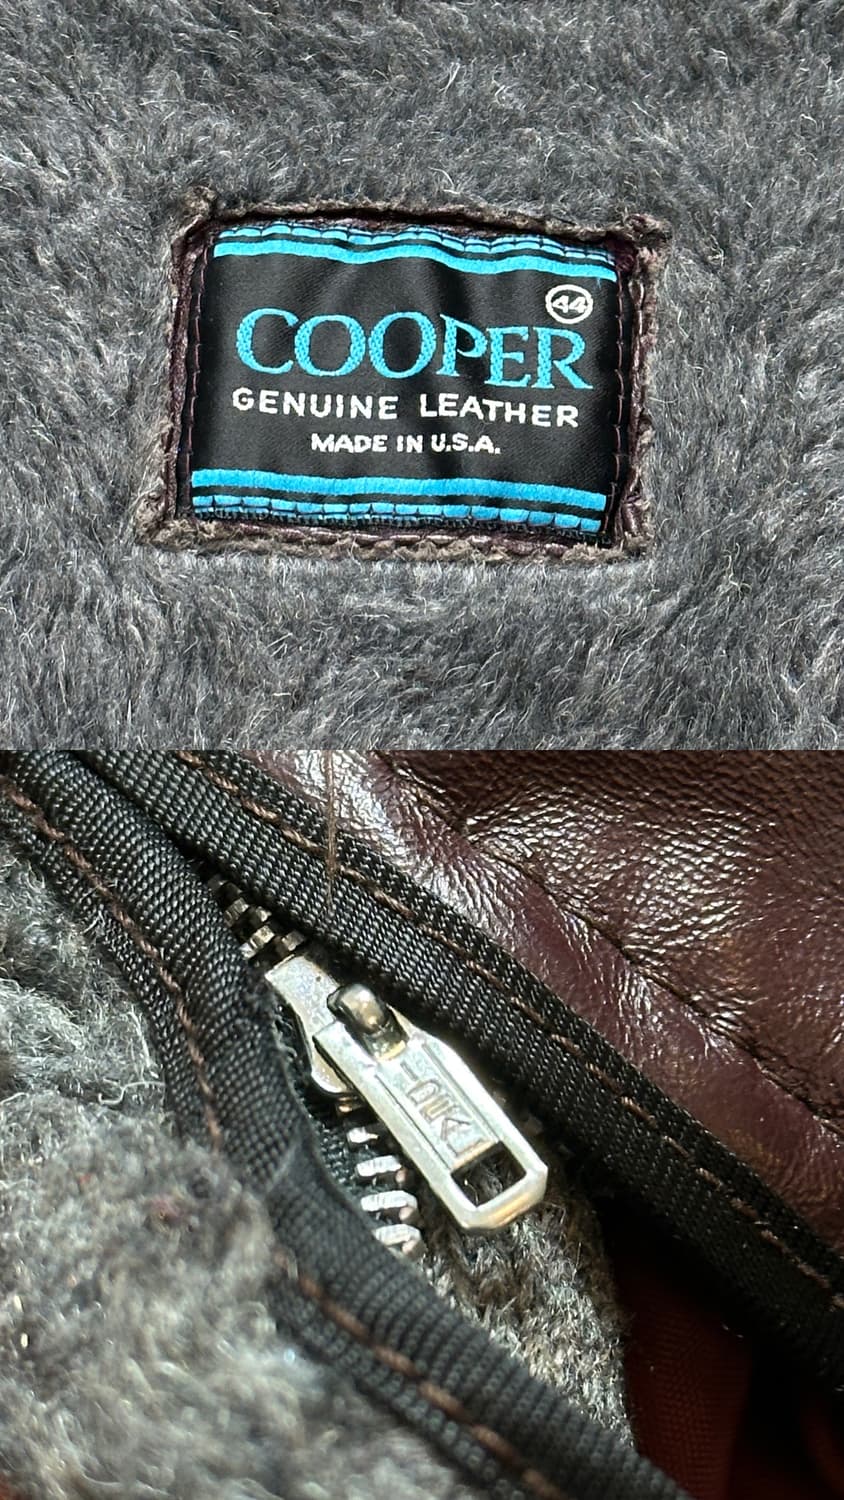 44
COOPER
GENUINE LEATHER
MADE IN U.S.A.